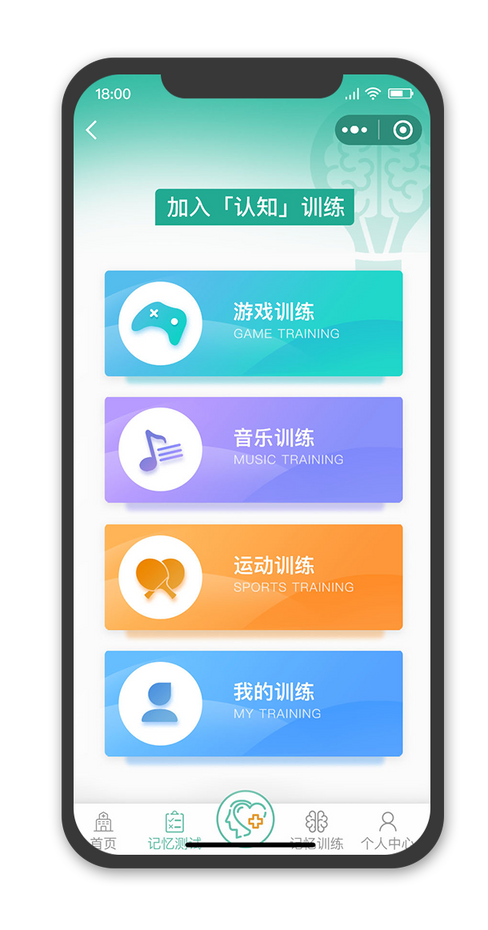 18:00
加入「认知」训练
游戏训练
GAME TRAINING
音乐训练
MUSIC TRAINING
运动训练
SPORTS TRAINING
我的训练
MY TRAINING
首页
记忆测试
记忆训练
个人中心